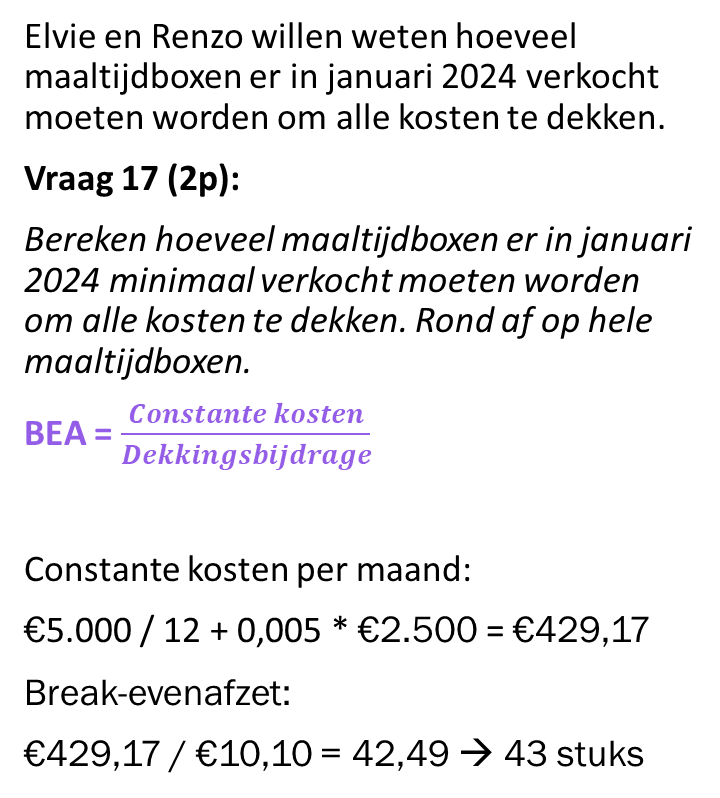 Elvie en Renzo willen weten hoeveel
maaltijdboxen er in januari 2024 verkocht
moeten worden om alle kosten te dekken.
Vraag 17 (2p):
Bereken hoeveel maaltijdboxen er in januari
2024 minimaal verkocht moeten worden
om alle kosten te dekken. Rond af op hele
maaltijdboxen.
BEA = Constante kosten / Dekkingsbijdrage
Constante kosten per maand:
€5.000 / 12 + 0,005 * €2.500 = €429,17
Break-evenafzet:
€429,17 / €10,10 = 42,49 → 43 stuks